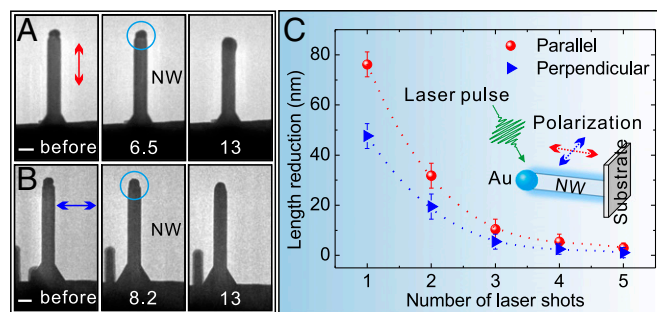 A
NW
before
6.5
13
B
NW
before
8.2
13
C
Length reduction (nm)
80
60
40
20
0
Parallel
Perpendicular
Laser pulse
Polarization
Au
NW
Substrate
1
2
3
4
5
Number of laser shots